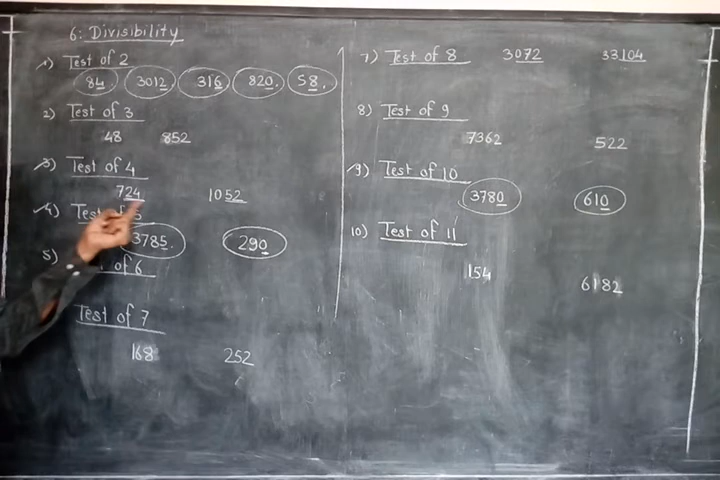 6: Divisibility
1) Test of 2
84 3012 316 820. 58.
2) Test of 3
48 852
3) Test of 4
724 1052
4) Test
3785. 290
5) of 6
Test of 7
168 252
7) Test of 8 3072 33104
8) Test of 9
7362 522
9) Test of 10
3780 610
10) Test of 11
154 6182